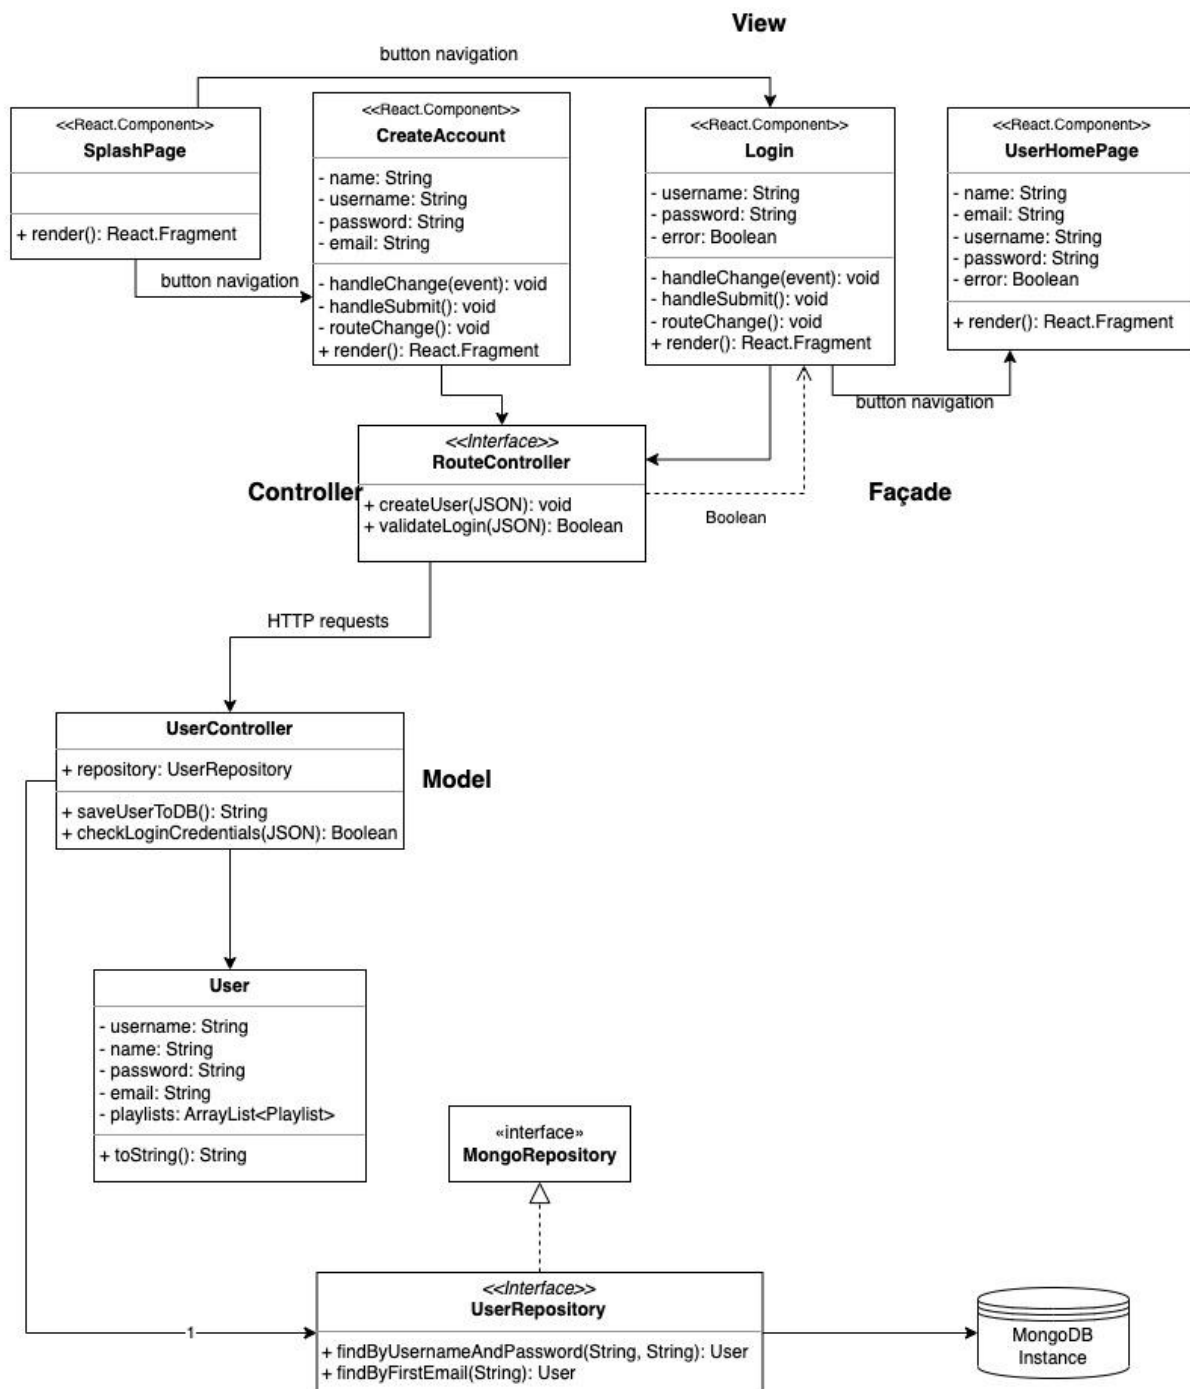 View
button navigation
<<React.Component>>
SplashPage
+ render(): React.Fragment
button navigation
<<React.Component>>
CreateAccount
- name: String
- username: String
- password: String
- email: String
- handleChange(event): void
- handleSubmit(): void
- routeChange(): void
+ render(): React.Fragment
<<React.Component>>
Login
- username: String
- password: String
- error: Boolean
- handleChange(event): void
- handleSubmit(): void
- routeChange(): void
+ render(): React.Fragment
<<React.Component>>
UserHomePage
- name: String
- email: String
- username: String
- password: String
- error: Boolean
+ render(): React.Fragment
button navigation
Controller
<<Interface>>
RouteController
+ createUser(JSON): void
+ validateLogin(JSON): Boolean
Boolean
Façade
HTTP requests
UserController
+ repository: UserRepository
+ saveUserToDB(): String
+ checkLoginCredentials(JSON): Boolean
Model
User
- username: String
- name: String
- password: String
- email: String
- playlists: ArrayList<Playlist>
+ toString(): String
«interface»
MongoRepository
1
<<Interface>>
UserRepository
+ findByUsernameAndPassword(String, String): User
+ findByFirstEmail(String): User
MongoDB
Instance